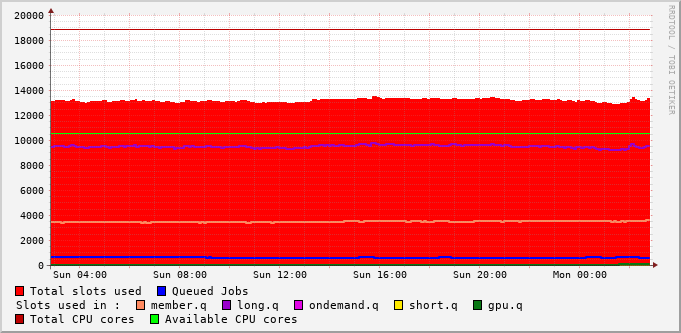 20000
18000
16000
14000
12000
10000
8000
6000
4000
2000
0
Sun 04:00 Sun 08:00 Sun 12:00 Sun 16:00 Sun 20:00 Mon 00:00
Total slots used Queued Jobs
Slots used in : member.q long.q ondemand.q short.q gpu.q
Total CPU cores Available CPU cores
RRDTOOL / TOBI OETIKER